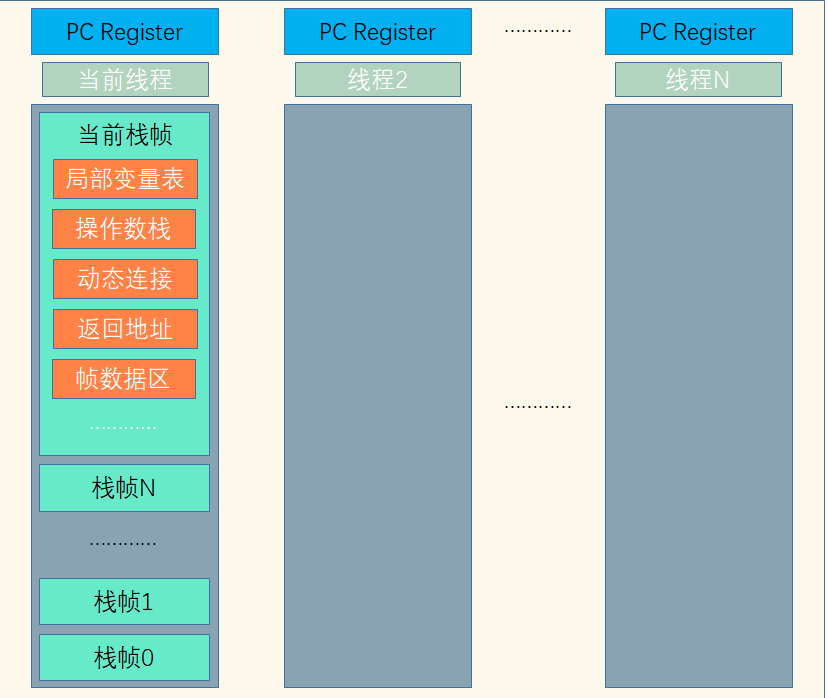 PC Register
PC Register
…………
PC Register
当前线程
线程2
线程N
当前栈帧
局部变量表
操作数栈
动态连接
返回地址
帧数据区
…………
…………
栈帧N
…………
栈帧1
栈帧0